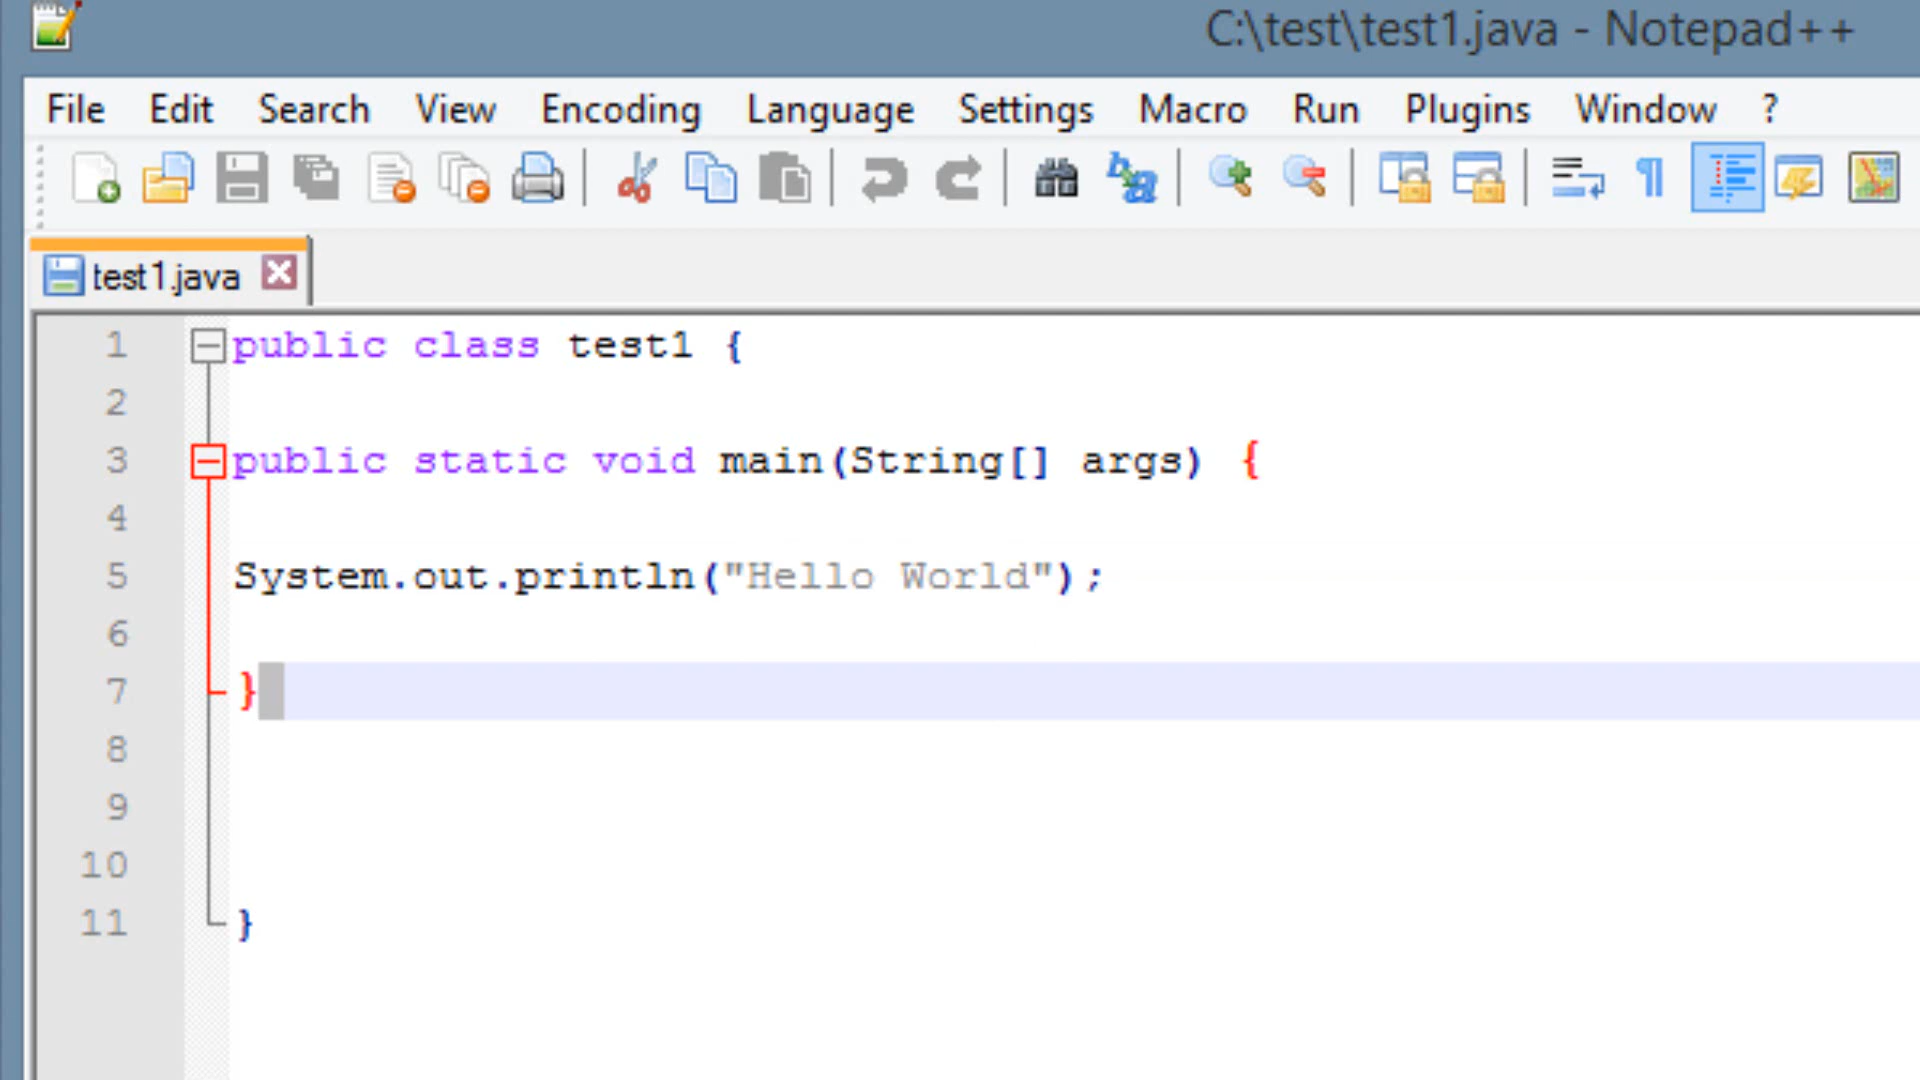 C:\test\test1.java - Notepad++
File Edit Search View Encoding Language Settings Macro Run Plugins Window ?
test1.java
1 public class test1 {
2
3 public static void main(String[] args) {
4
5 System.out.println("Hello World");
6
7 }
8
9
10
11 }